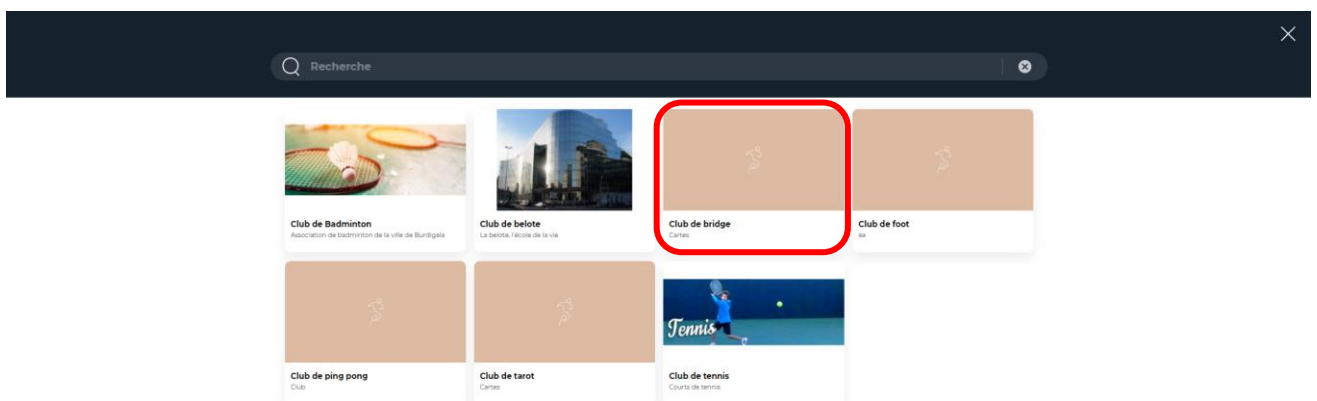 Recherche
Club de Badminton
Association de badminton de la ville de Burdigala
Club de belote
La belote, l'école de la vie
Club de bridge
Cartes
Club de foot
aa
Tennis
Club de ping pong
Club
Club de tarot
Cartes
Club de tennis
Courts de tennis